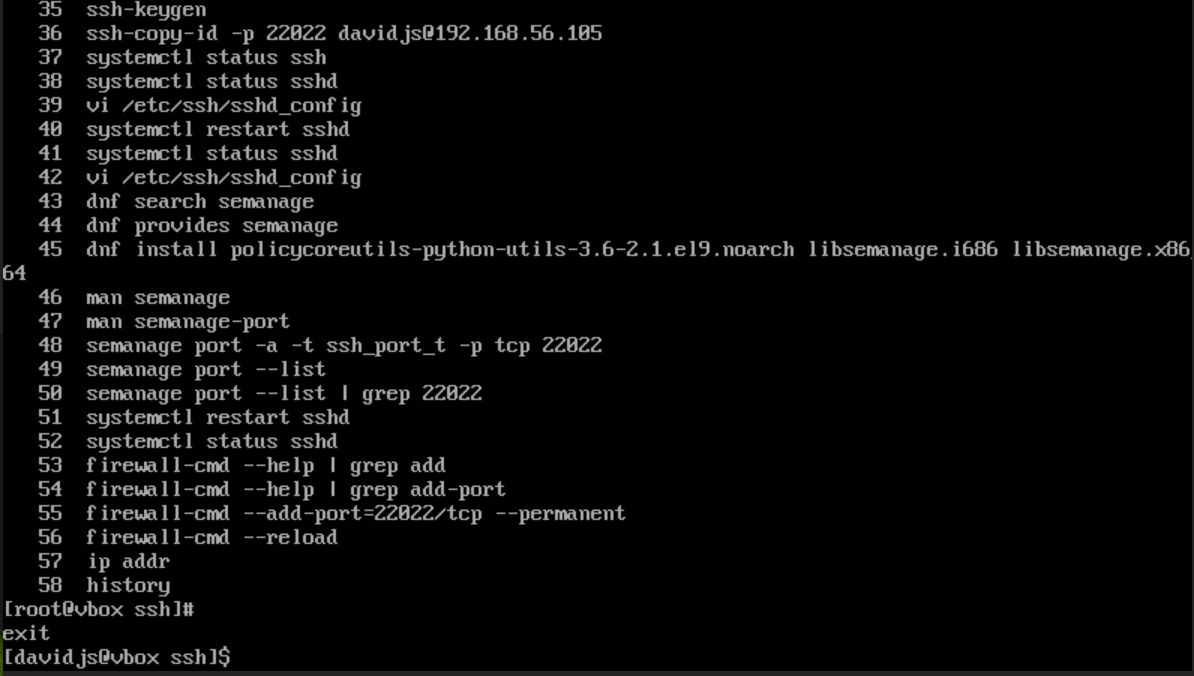 35 ssh-keygen
36 ssh-copy-id -p 22022 davidjs@192.168.56.105
37 systemctl status ssh
38 systemctl status sshd
39 vi /etc/ssh/sshd_config
40 systemctl restart sshd
41 systemctl status sshd
42 vi /etc/ssh/sshd_config
43 dnf search semanage
44 dnf provides semanage
45 dnf install policycoreutils-python-utils-3.6-2.1.el9.noarch libsemanage.i686 libsemanage.x86_
64
46 man semanage
47 man semanage-port
48 semanage port -a -t ssh_port_t -p tcp 22022
49 semanage port --list
50 semanage port --list | grep 22022
51 systemctl restart sshd
52 systemctl status sshd
53 firewall-cmd --help | grep add
54 firewall-cmd --help | grep add-port
55 firewall-cmd --add-port=22022/tcp --permanent
56 firewall-cmd --reload
57 ip addr
58 history
[root@vbox ssh]#
exit
[davidjs@vbox ssh]$